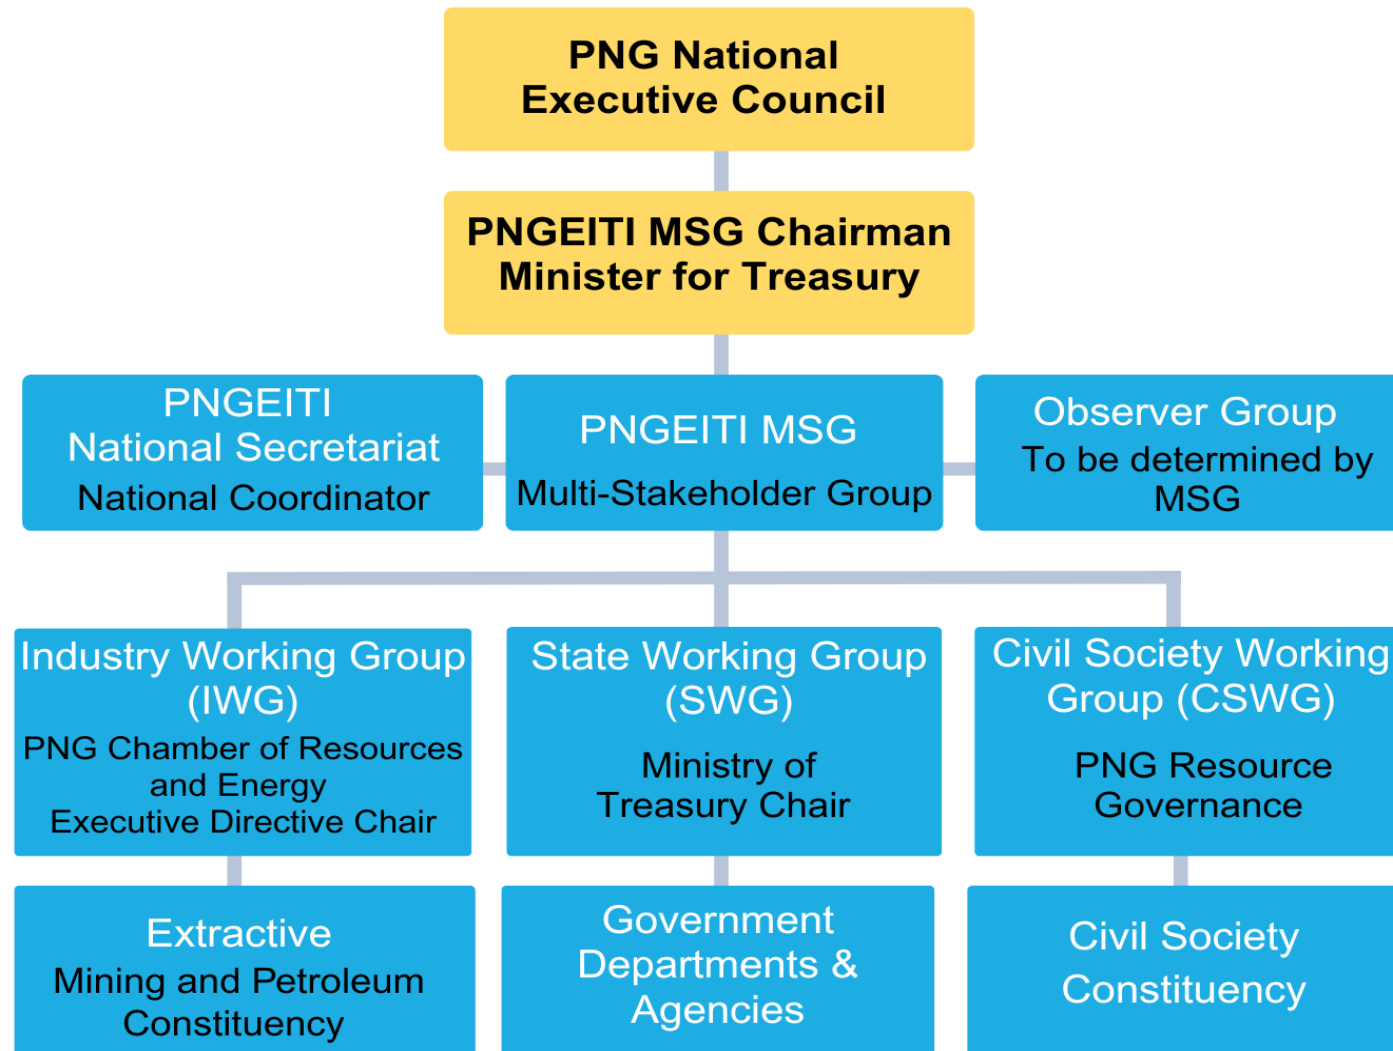 PNG National
Executive Council
PNGEITI MSG Chairman
Minister for Treasury
PNGEITI
National Secretariat
National Coordinator
PNGEITI MSG
Multi-Stakeholder Group
Observer Group
To be determined by
MSG
Industry Working Group
(IWG)
PNG Chamber of Resources
and Energy
Executive Directive Chair
State Working Group
(SWG)
Ministry of
Treasury Chair
Civil Society Working
Group (CSWG)
PNG Resource
Governance
Extractive
Mining and Petroleum
Constituency
Government
Departments &
Agencies
Civil Society
Constituency